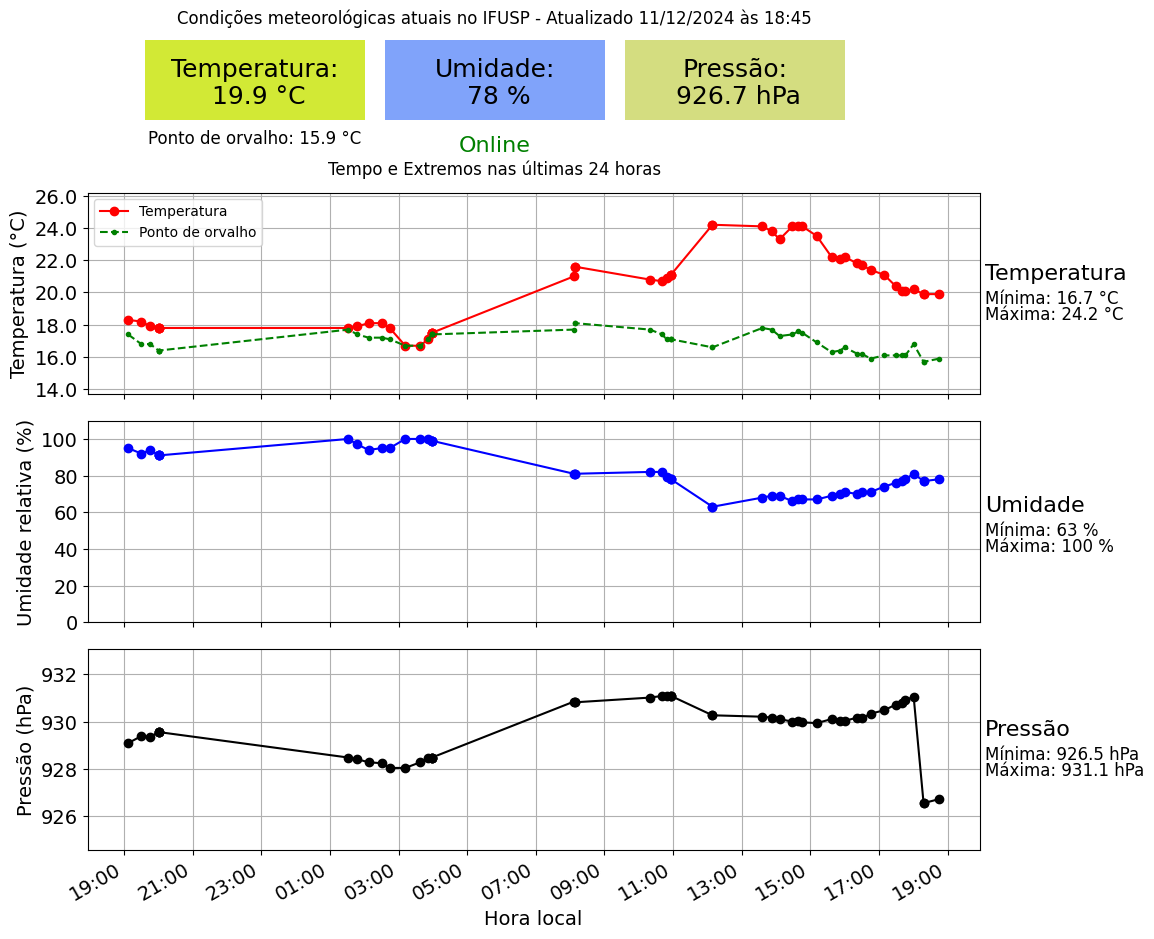 Condições meteorológicas atuais no IFUSP - Atualizado 11/12/2024 às 18:45
Temperatura:
19.9 °C
Umidade:
78 %
Pressão:
926.7 hPa
Ponto de orvalho: 15.9 °C
Online
Tempo e Extremos nas últimas 24 horas
Temperatura (°C)
26.0
24.0
22.0
20.0
18.0
16.0
14.0
Temperatura
Ponto de orvalho
Temperatura
Mínima: 16.7 °C
Máxima: 24.2 °C
Umidade relativa (%)
100
80
60
40
20
0
Umidade
Mínima: 63 %
Máxima: 100 %
Pressão (hPa)
932
930
928
926
Pressão
Mínima: 926.5 hPa
Máxima: 931.1 hPa
19:00
21:00
23:00
01:00
03:00
05:00
07:00
09:00
11:00
13:00
15:00
17:00
19:00
Hora local